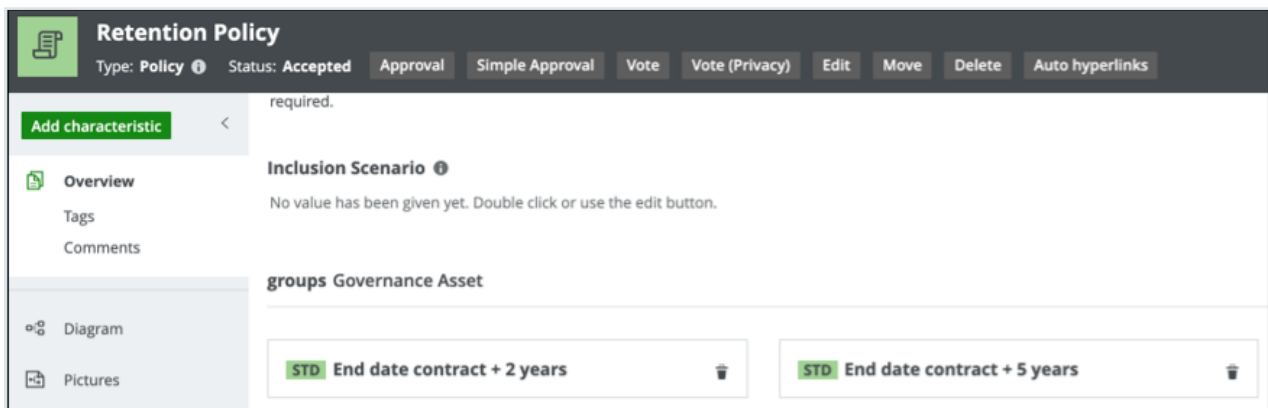 Retention Policy
Type: Policy Status: Accepted Approval Simple Approval Vote Vote (Privacy) Edit Move Delete Auto hyperlinks
Add characteristic
Overview
Tags
Comments
Diagram
Pictures
required.
Inclusion Scenario
No value has been given yet. Double click or use the edit button.
groups Governance Asset
STD End date contract + 2 years
STD End date contract + 5 years